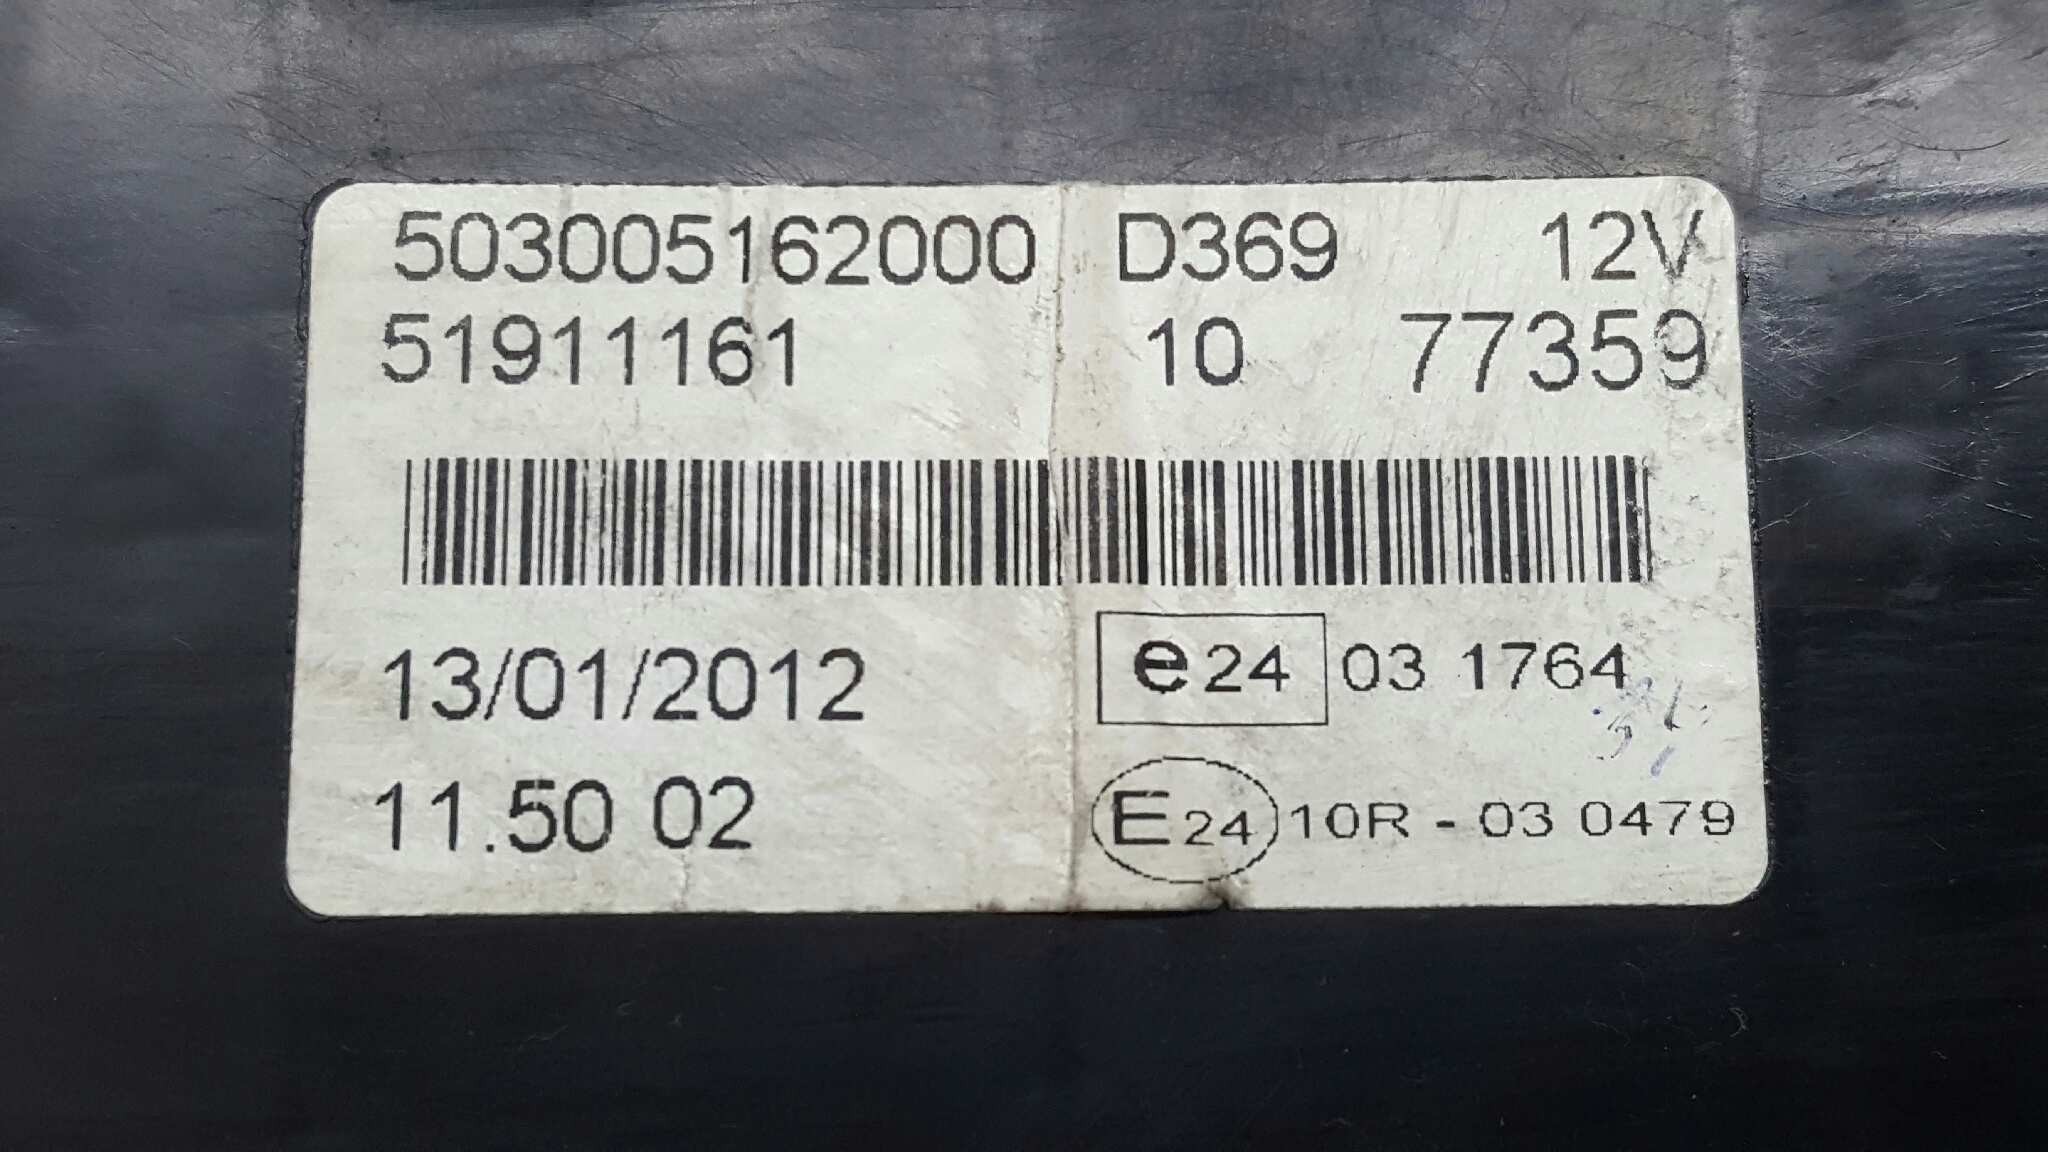 503005162000 D369 12V
51911161 10 77359
13/01/2012 e24 03 1764
11.50 02 E24 10R - 03 0479